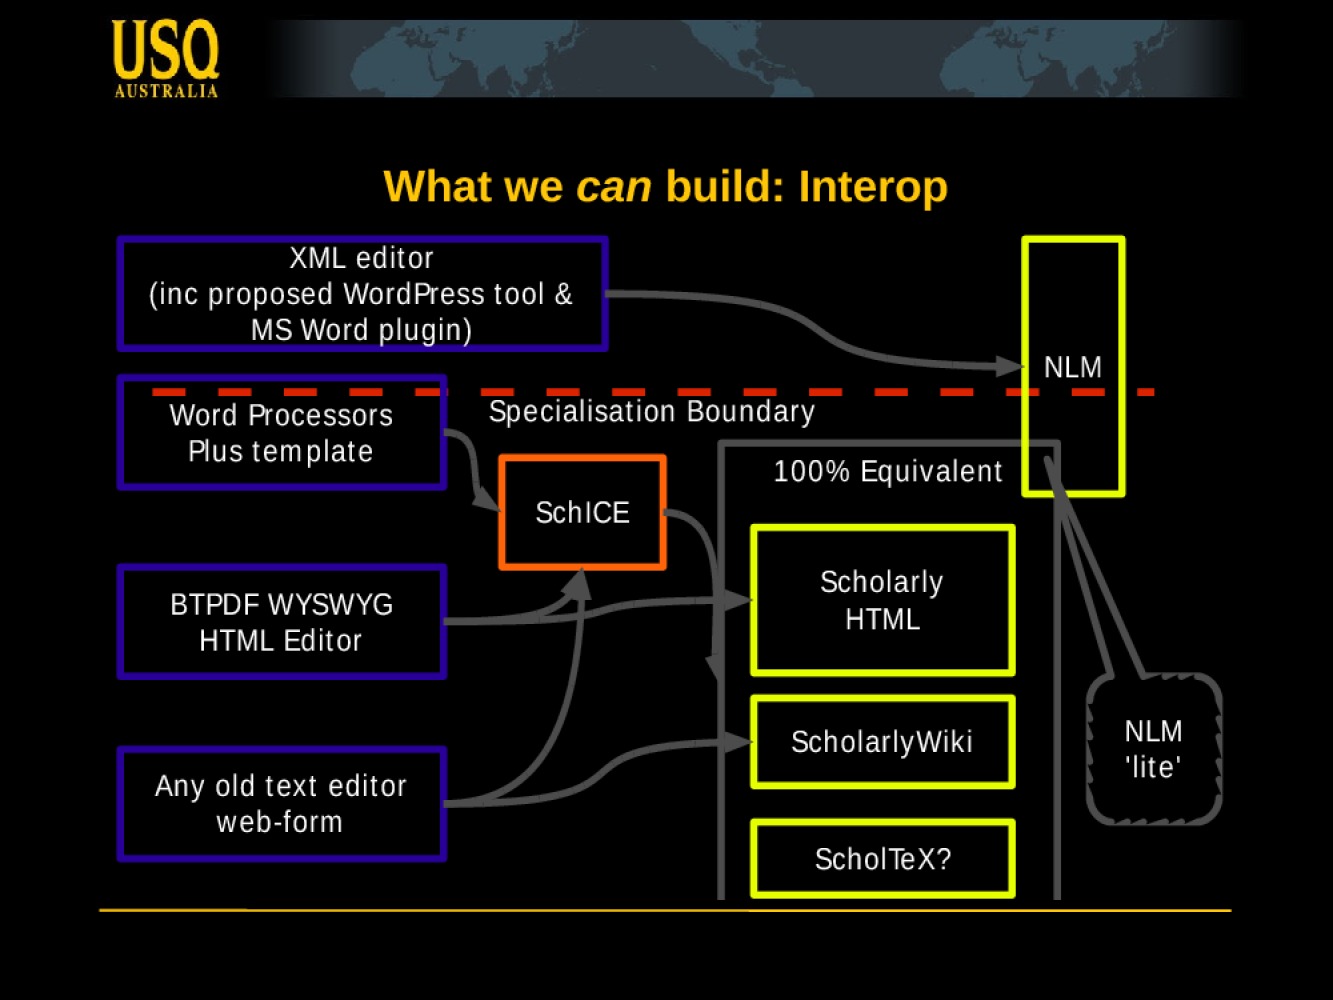 USQ
AUSTRALIA
What we can build: Interop
XML editor
(inc proposed WordPress tool &
MS Word plugin)
NLM
Word Processors
Plus template
Specialisation Boundary
100% Equivalent
SchICE
Scholarly
HTML
BTPDF WYSWYG
HTML Editor
ScholarlyWiki
NLM
'lite'
Any old text editor
web-form
ScholTeX?